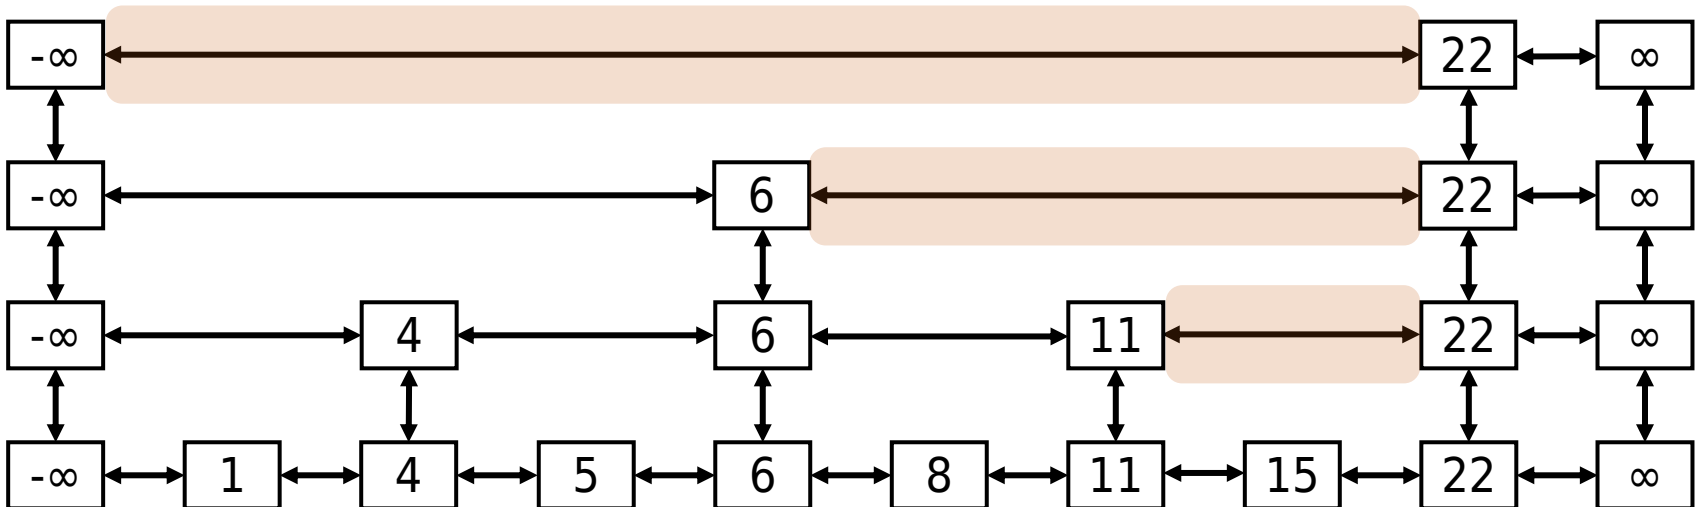 -∞ 22 ∞
-∞ 6 22 ∞
-∞ 4 6 11 22 ∞
-∞ 1 4 5 6 8 11 15 22 ∞